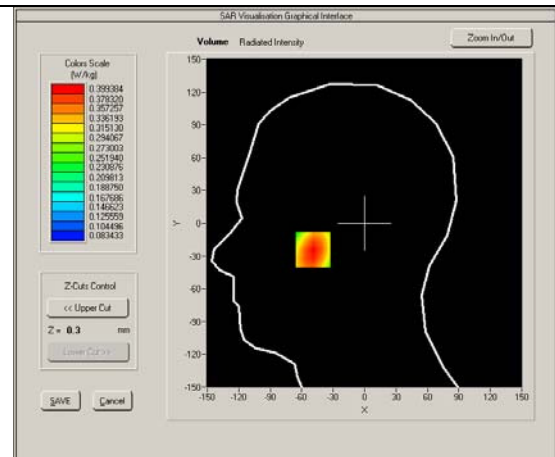 SAR Visualisation Graphical Interface
Volume Radiated Intensity
Zoom In/Out
Colors Scale
(W/kg)
0.399384
0.378320
0.357257
0.336193
0.315130
0.294067
0.273003
0.251940
0.230876
0.209813
0.188750
0.167686
0.146623
0.125559
0.104496
0.083433
Z-Cuts Control
<< Upper Cut
Z = 0.3 mm
Lower Cut >>
SAVE Cancel
150-
120-
90-
60-
30-
0-
-30-
-60-
-90-
-120-
-150-
Y
-150 -120 -90 -60 -30 0 30 60 90 120 150
X